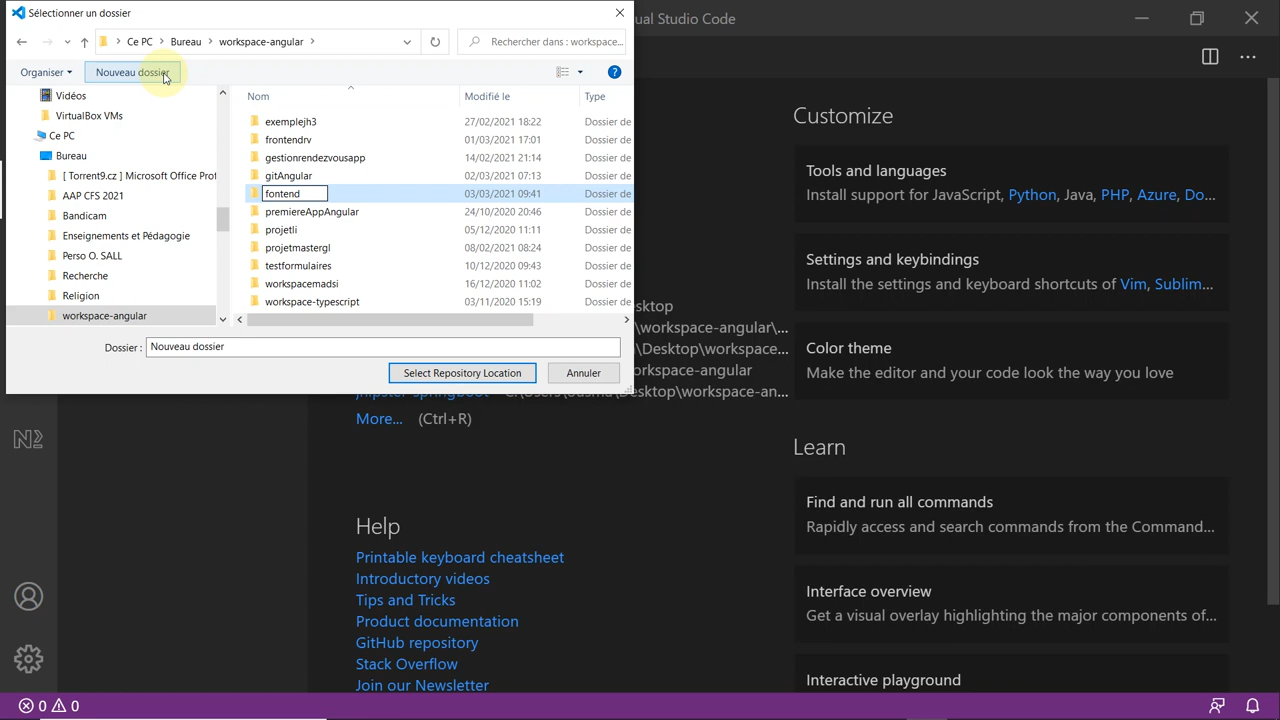 Sélectionner un dossier
ual Studio Code
Ce PC > Bureau > workspace-angular >
Rechercher dans : workspace...
Organiser
Nouveau dossier
Vidéos
VirtualBox VMs
Ce PC
Bureau
[ Torrent9.cz ] Microsoft Office Prof
AAP CFS 2021
Bandicam
Enseignements et Pédagogie
Perso O. SALL
Recherche
Religion
workspace-angular
Nom Modifié le Type
exemplejh3 27/02/2021 18:22 Dossier de
frontendrv 01/03/2021 17:01 Dossier de
gestionrendezvousapp 14/02/2021 21:14 Dossier de
gitAngular 02/03/2021 07:13 Dossier de
fontend 03/03/2021 09:41 Dossier de
premiereAppAngular 24/10/2020 20:46 Dossier de
projetli 05/12/2020 11:11 Dossier de
projetmastergl 08/02/2021 08:24 Dossier de
testformulaires 10/12/2020 09:43 Dossier de
workspacemadsi 16/12/2020 11:02 Dossier de
workspace-typescript 03/11/2020 15:19 Dossier de
Dossier : Nouveau dossier
Select Repository Location
Annuler
sktop
\workspace-angular\...
\Desktop\workspace...
orkspace-angular
More... (Ctrl+R)
Help
Printable keyboard cheatsheet
Introductory videos
Tips and Tricks
Product documentation
GitHub repository
Stack Overflow
Join our Newsletter
Customize
Tools and languages
Install support for JavaScript, Python, Java, PHP, Azure, Do...
Settings and keybindings
Install the settings and keyboard shortcuts of Vim, Sublim...
Color theme
Make the editor and your code look the way you love
Learn
Find and run all commands
Rapidly access and search commands from the Command...
Interface overview
Get a visual overlay highlighting the major components of...
Interactive playground
0 0